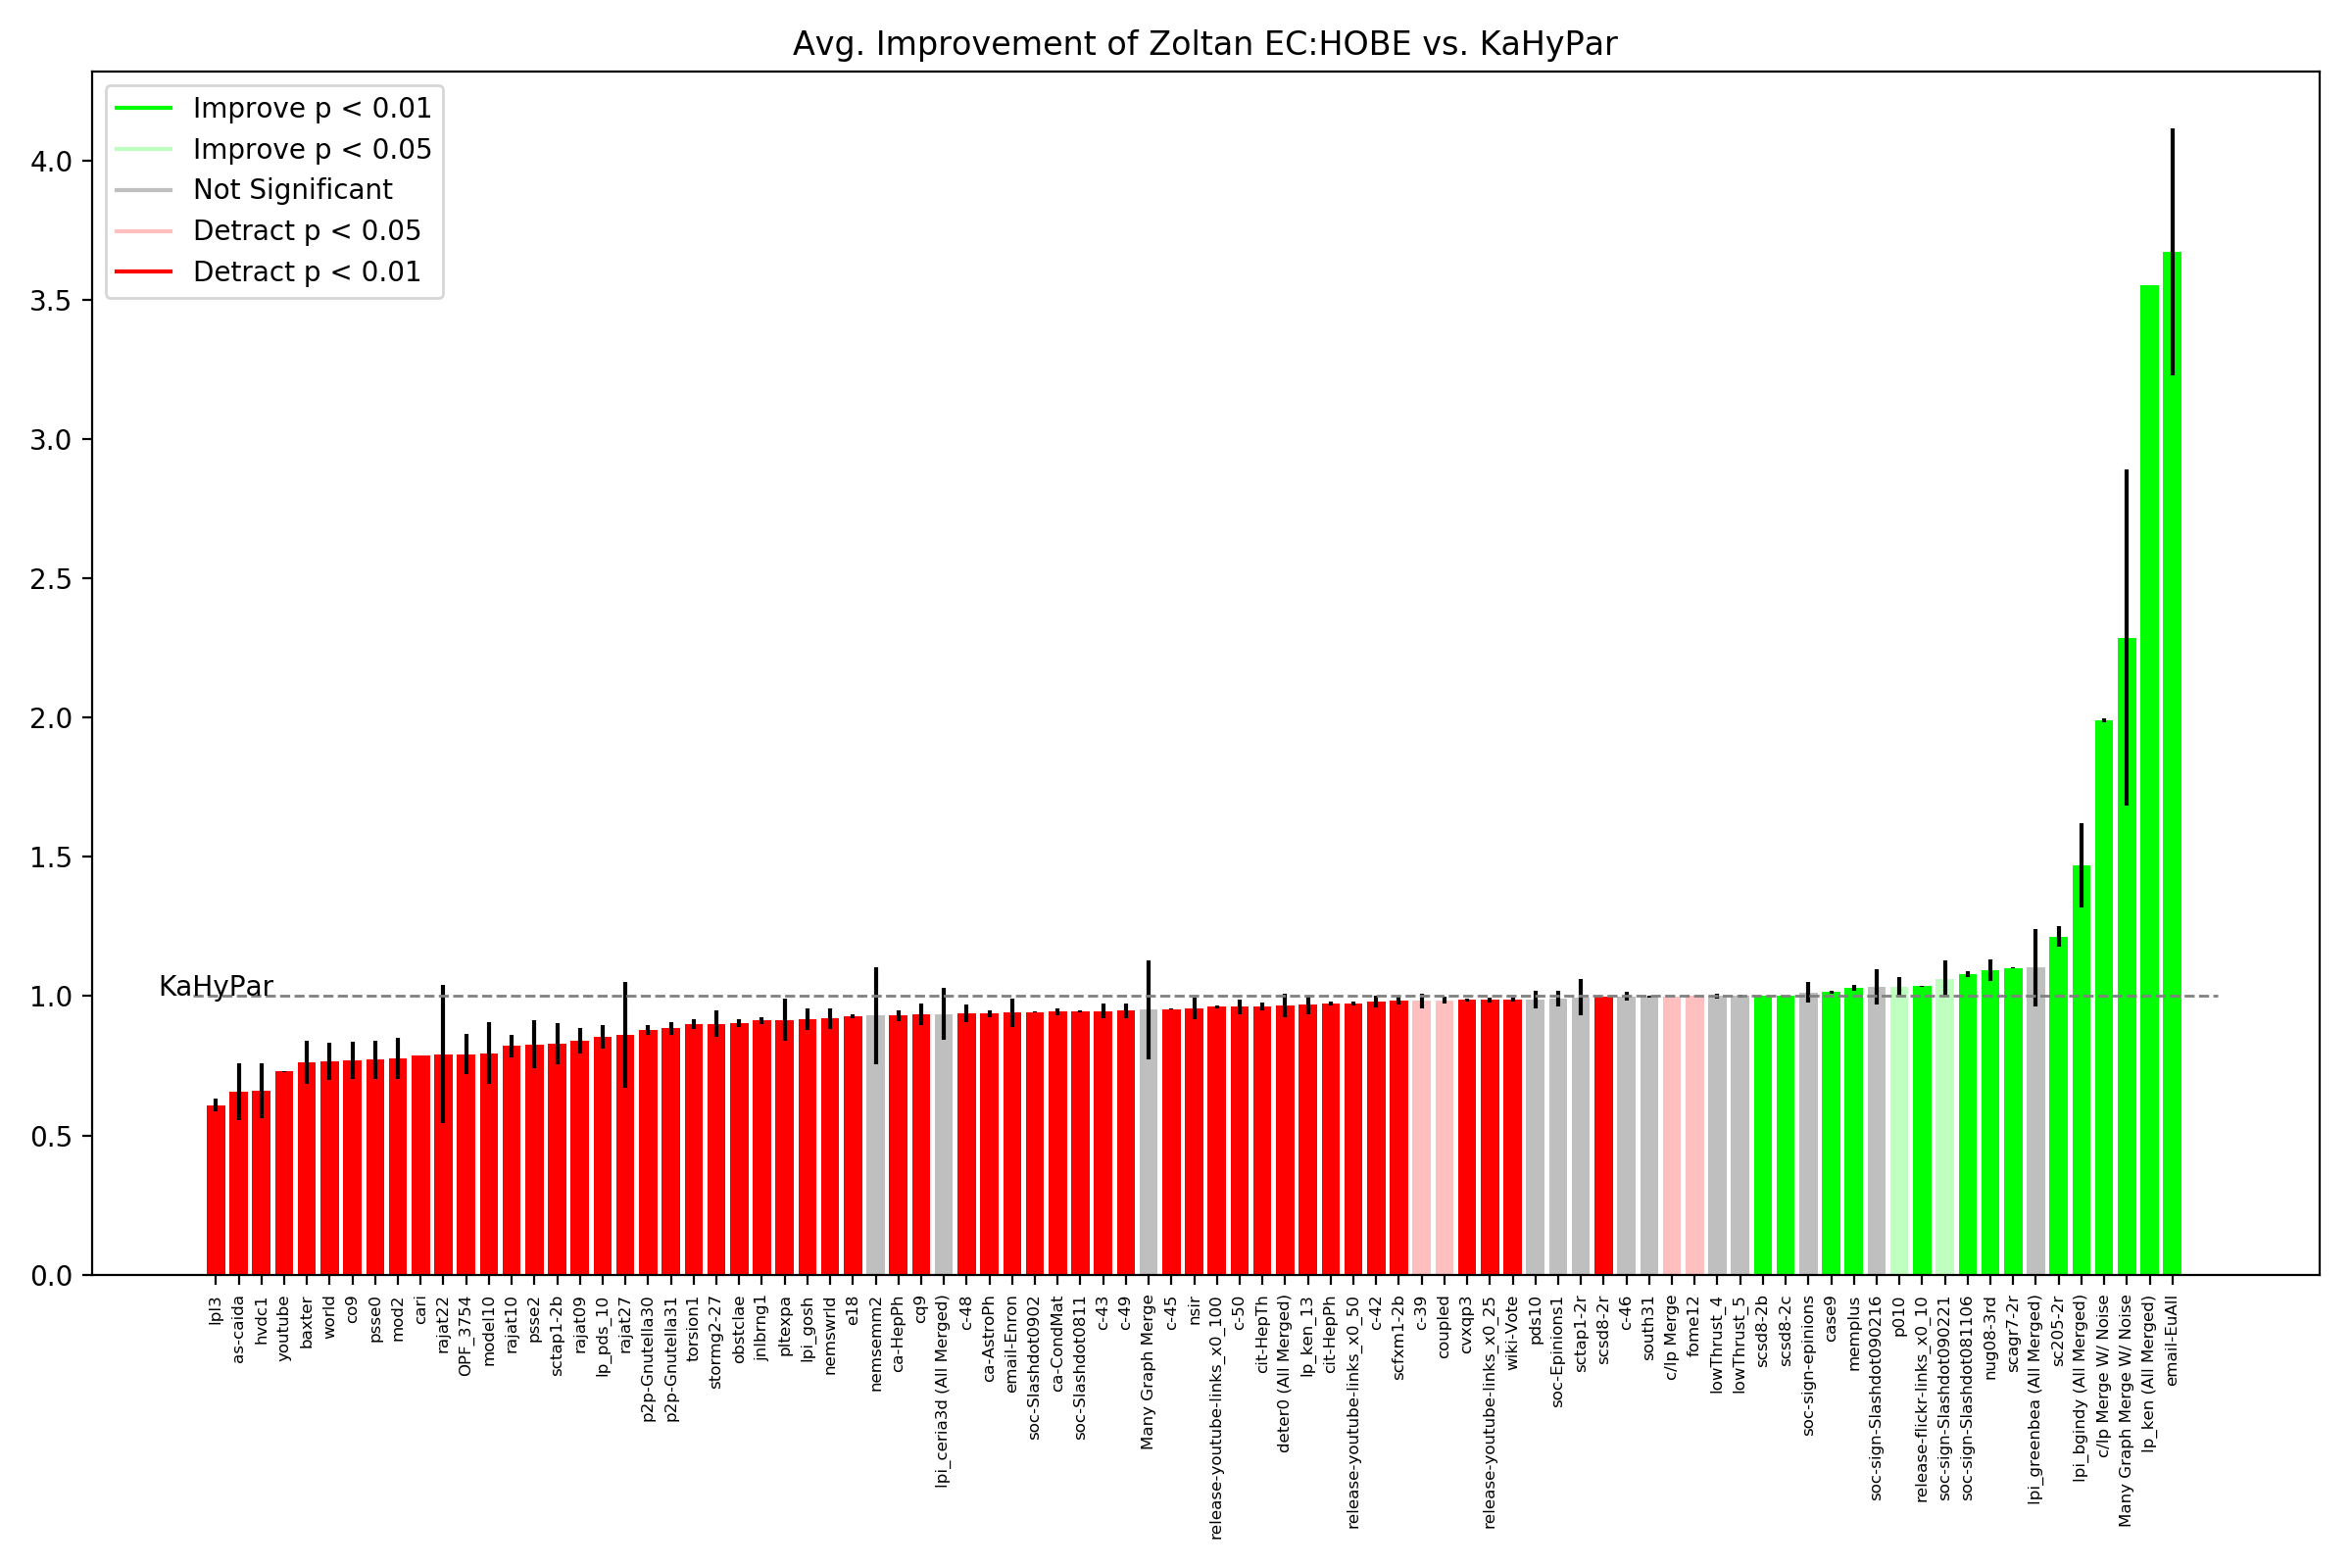 Avg. Improvement of Zoltan EC:HOBE vs. KaHyPar
Improve p < 0.01
Improve p < 0.05
Not Significant
Detract p < 0.05
Detract p < 0.01
4.0
3.5
3.0
2.5
2.0
1.5
1.0
0.5
0.0
KaHyPar
lpl3
as-caida
hvdc1
youtube
baxter
world
co9
psse0
mod2
cari
rajat22
OPF_3754
model10
rajat10
psse2
sctap1-2b
rajat09
lp_pds_10
rajat27
p2p-Gnutella30
p2p-Gnutella31
torsion1
stormg2-27
obstclae
jnlbrng1
pltexpa
lpi_gosh
nemswrld
e18
nemsemm2
ca-HepPh
cq9
lpi_ceria3d (All Merged)
c-48
ca-AstroPh
email-Enron
soc-Slashdot0902
ca-CondMat
soc-Slashdot0811
c-43
c-49
Many Graph Merge
c-45
nsir
release-youtube-links_x0_100
c-50
cit-HepTh
deter0 (All Merged)
lp_ken_13
cit-HepPh
release-youtube-links_x0_50
c-42
scfxm1-2b
c-39
coupled
cvxqp3
release-youtube-links_x0_25
wiki-Vote
pds10
soc-Epinions1
sctap1-2r
scsd8-2r
c-46
south31
c/lp Merge
fome12
lowThrust_4
lowThrust_5
scsd8-2b
scsd8-2c
soc-sign-epinions
case9
memplus
soc-sign-Slashdot090216
p010
release-flickr-links_x0_10
soc-sign-Slashdot090221
soc-sign-Slashdot081106
nug08-3rd
scagr7-2r
lpi_greenbea (All Merged)
sc205-2r
lpi_bgindy (All Merged)
c/lp Merge W/ Noise
Many Graph Merge W/ Noise
lp_ken (All Merged)
email-EuAll